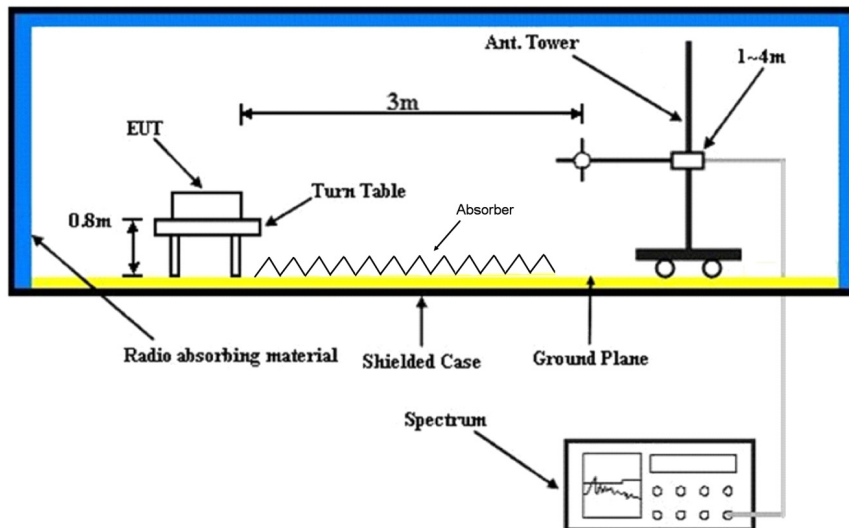 Ant. Tower
1~4m
3m
EUT
Turn Table
0.8m
Absorber
Radio absorbing material
Shielded Case
Ground Plane
Spectrum